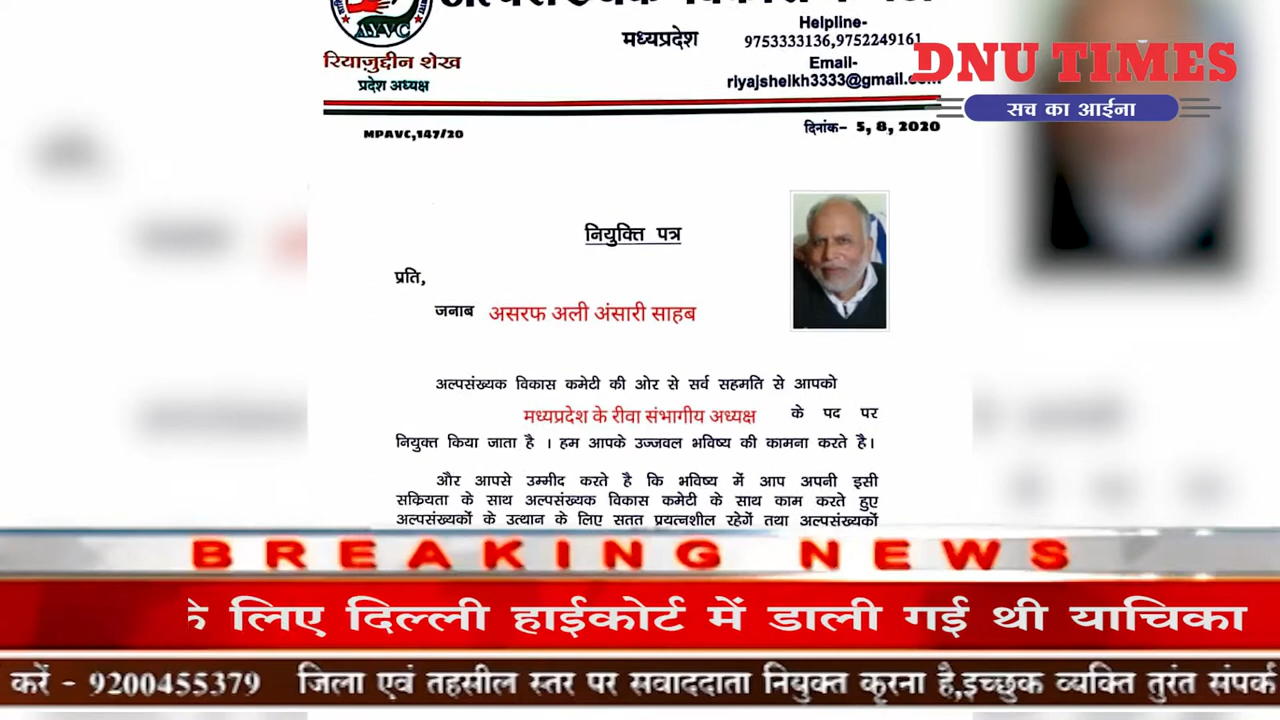 AYVC
Helpline-
मध्यप्रदेश
9753333136,9752249161
रियाजुद्दीन शेख
Email-
प्रदेश अध्यक्ष
riyajsheikh3333@gmail.com
DNU TIMES
सच का आईना
MPAVC,147/20
दिनांक– 5, 8, 2020
नियुक्ति पत्र
प्रति,
जनाब असरफ अली अंसारी साहब
अल्पसंख्यक विकास कमेटी की ओर से सर्व सहमति से आपको
मध्यप्रदेश के रीवा संभागीय अध्यक्ष के पद पर
नियुक्त किया जाता है । हम आपके उज्जवल भविष्य की कामना करते है।
और आपसे उम्मीद करते है कि भविष्य में आप अपनी इसी
सकियता के साथ अल्पसंख्यक विकास कमेटी के साथ काम करते हुए
अल्पसंख्यकों के उत्थान के लिए सतत प्रयत्नशील रहेगें तथा अल्पसंख्यकों
BREAKING NEWS
के लिए दिल्ली हाईकोर्ट में डाली गई थी याचिका
करें - 9200455379 जिला एवं तहसील स्तर पर सवाददाता नियुक्त करना है,इच्छुक व्यक्ति तुरंत संपर्क